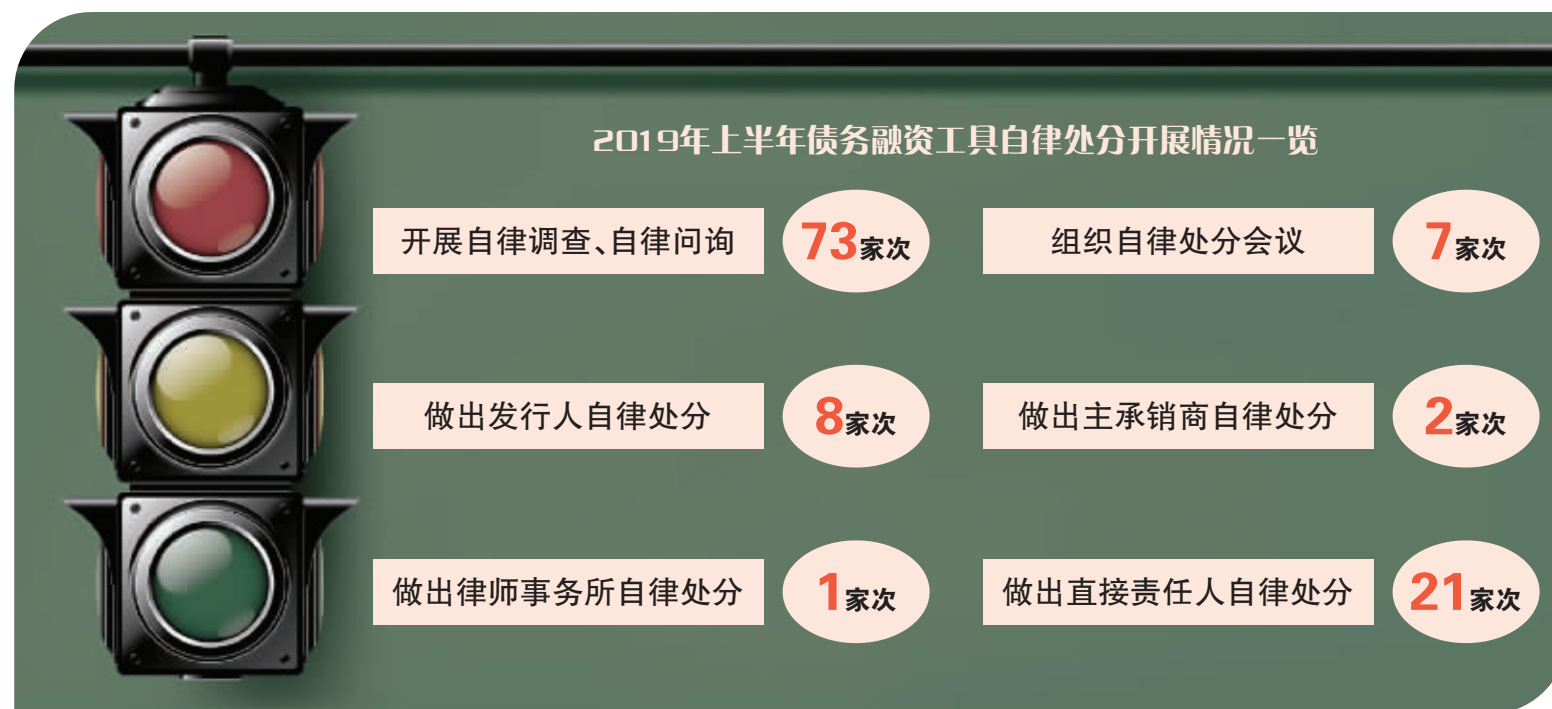 2019年上半年债务融资工具自律处分开展情况一览
开展自律调查、自律问询 73家次
组织自律处分会议 7家次
做出发行人自律处分 8家次
做出主承销商自律处分 2家次
做出律师事务所自律处分 1家次
做出直接责任人自律处分 21家次